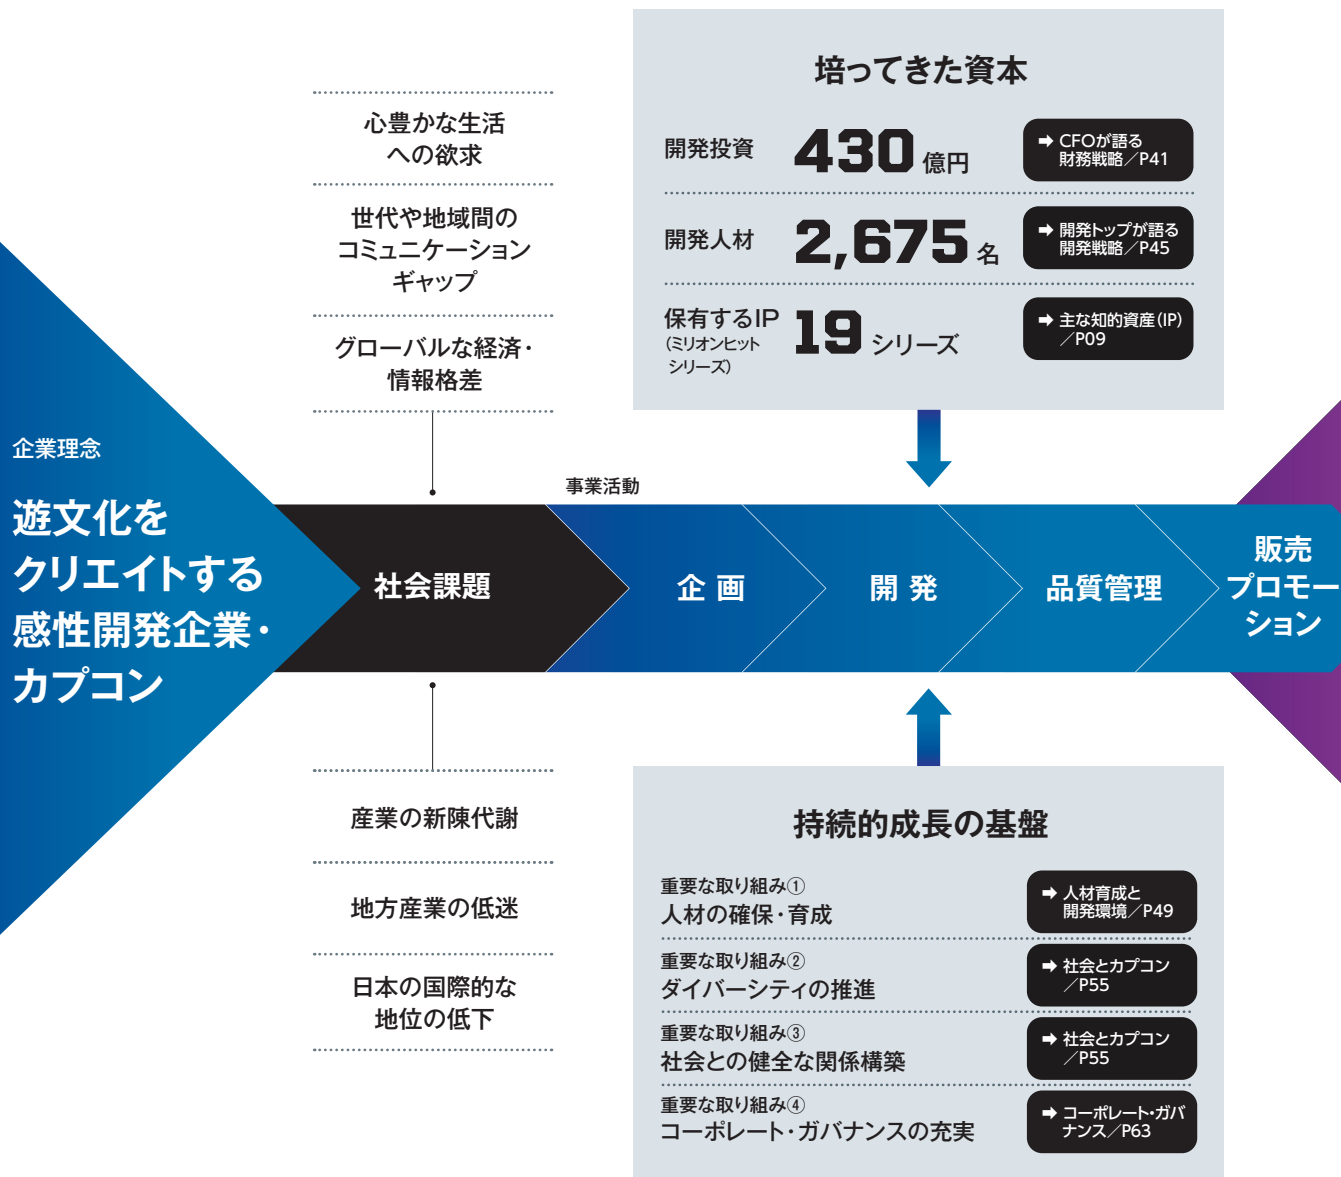 企業理念
遊文化を
クリエイトする
感性開発企業・
カプコン
心豊かな生活
への欲求
世代や地域間の
コミュニケーション
ギャップ
グローバルな経済・
情報格差
社会課題
産業の新陳代謝
地方産業の低迷
日本の国際的な
地位の低下
培ってきた資本
開発投資 430億円
➡ CFOが語る
財務戦略／P41
開発人材 2,675名
➡ 開発トップが語る
開発戦略／P45
保有するIP
(ミリオンヒット
シリーズ)
19シリーズ
➡ 主な知的資産(IP)
／P09
事業活動
企画
開発
品質管理
販売
プロモー
ション
持続的成長の基盤
重要な取り組み①
人材の確保・育成
➡ 人材育成と
開発環境／P49
重要な取り組み②
ダイバーシティの推進
➡ 社会とカプコン
／P55
重要な取り組み③
社会との健全な関係構築
➡ 社会とカプコン
／P55
重要な取り組み④
コーポレート・ガバナンスの充実
➡ コーポレート・ガバ
ナンス／P63